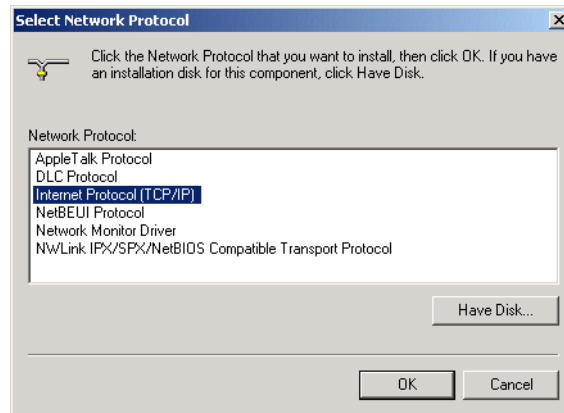 Select Network Protocol
Click the Network Protocol that you want to install, then click OK. If you have
an installation disk for this component, click Have Disk.
Network Protocol:
AppleTalk Protocol
DLC Protocol
Internet Protocol (TCP/IP)
NetBEUI Protocol
Network Monitor Driver
NWLink IPX/SPX/NetBIOS Compatible Transport Protocol
Have Disk...
OK Cancel